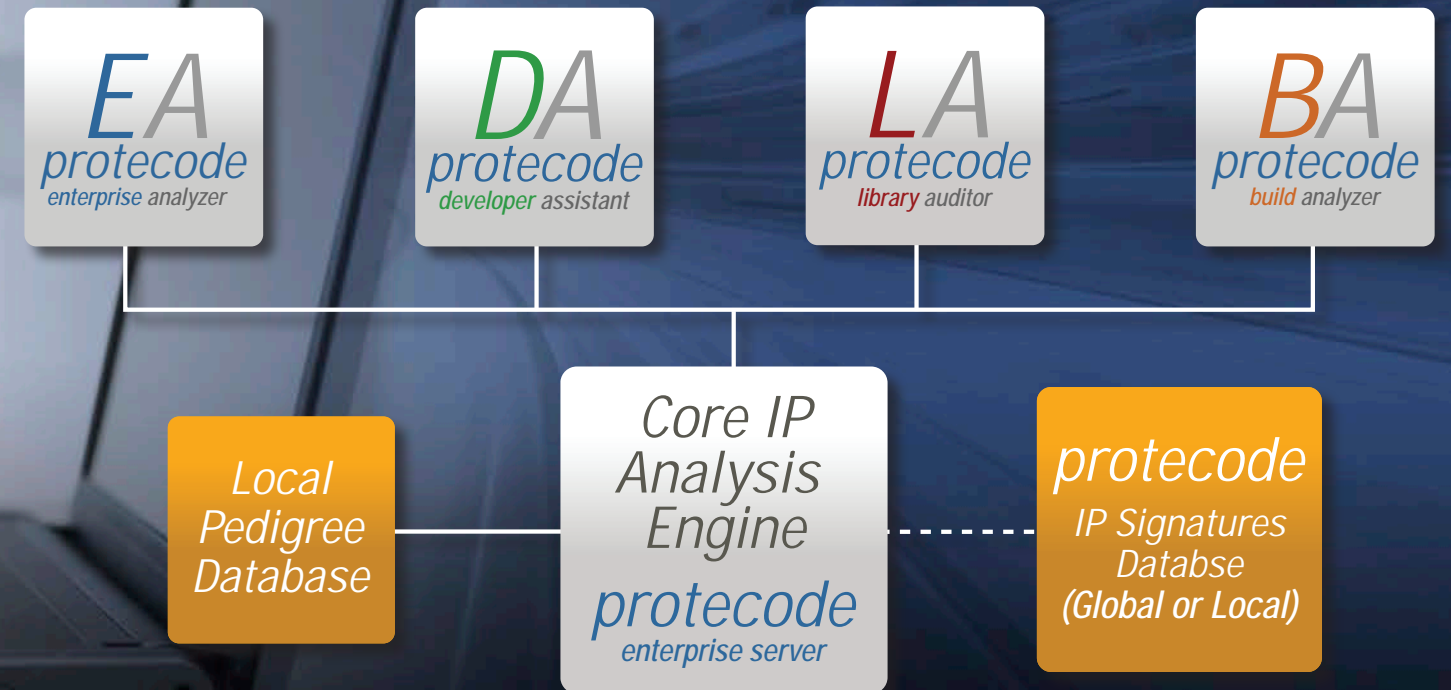 EA
protecode
enterprise analyzer
DA
protecode
developer assistant
LA
protecode
library auditor
BA
protecode
build analyzer
Local
Pedigree
Database
Core IP
Analysis
Engine
protecode
enterprise server
protecode
IP Signatures
Databse
(Global or Local)